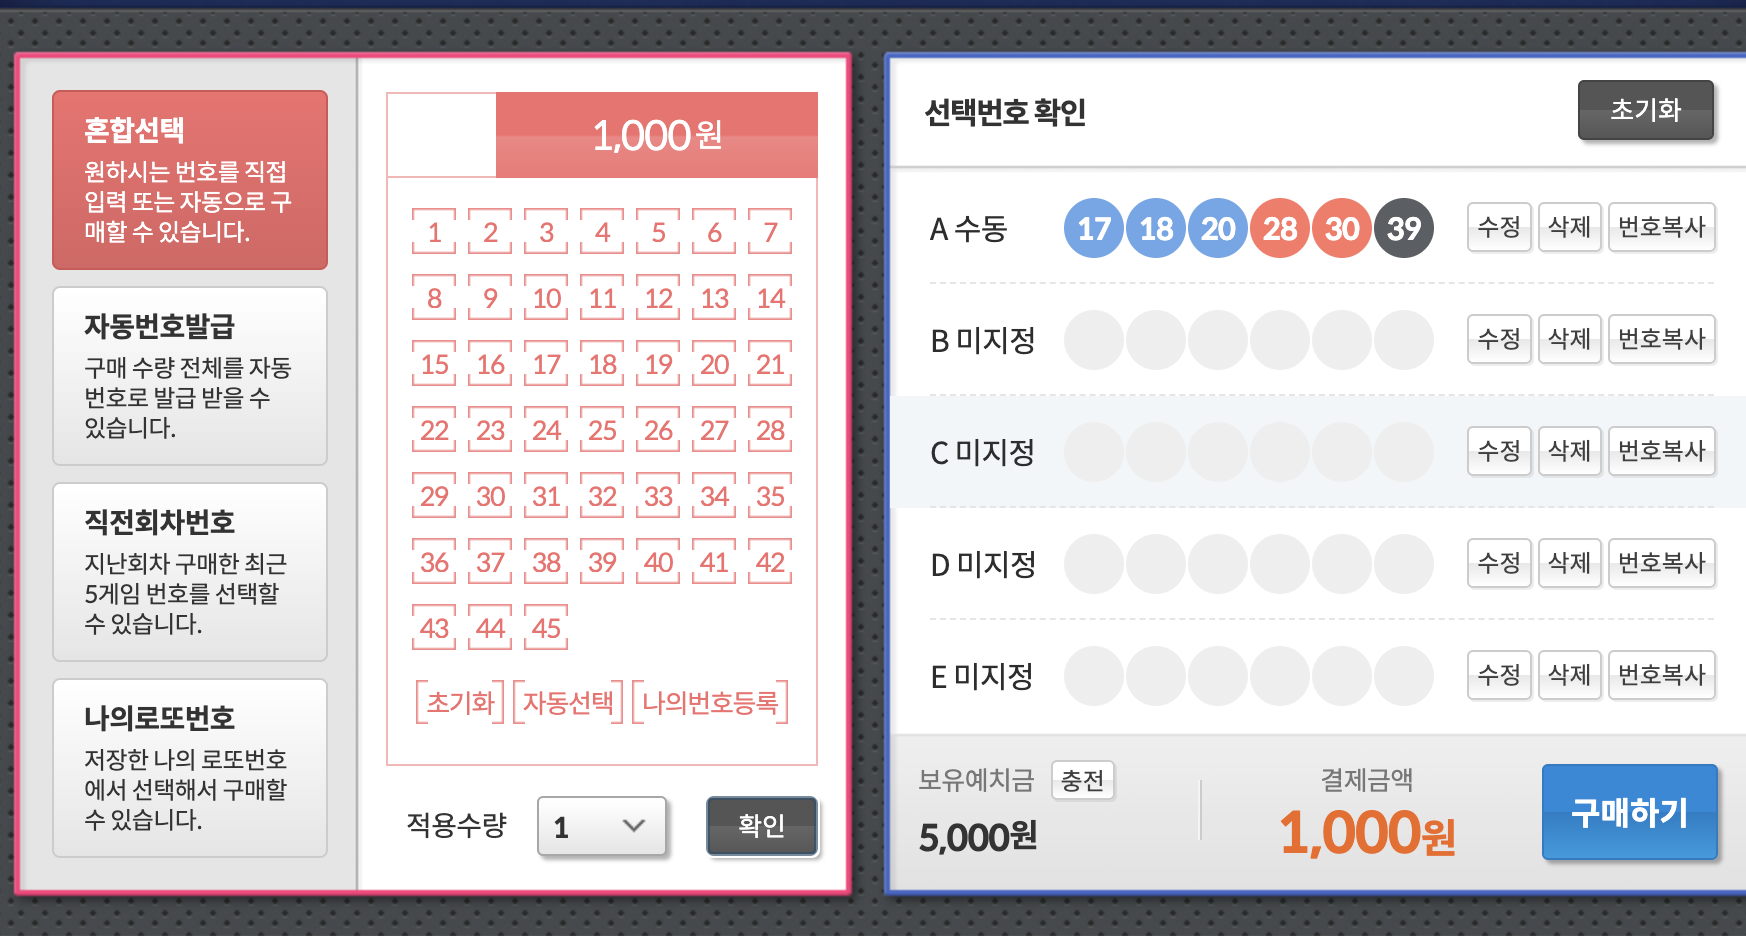 혼합선택
원하시는 번호를 직접
입력 또는 자동으로 구
매할 수 있습니다.
자동번호발급
구매 수량 전체를 자동
번호로 발급 받을 수
있습니다.
직전회차번호
지난회차 구매한 최근
5게임 번호를 선택할
수 있습니다.
나의로또번호
저장한 나의 로또번호
에서 선택해서 구매할
수 있습니다.
1,000원
1 2 3 4 5 6 7
8 9 10 11 12 13 14
15 16 17 18 19 20 21
22 23 24 25 26 27 28
29 30 31 32 33 34 35
36 37 38 39 40 41 42
43 44 45
초기화 자동선택 나의번호등록
적용수량 1 확인
선택번호 확인 초기화
A 수동 17 18 20 28 30 39 수정 삭제 번호복사
B 미지정 수정 삭제 번호복사
C 미지정 수정 삭제 번호복사
D 미지정 수정 삭제 번호복사
E 미지정 수정 삭제 번호복사
보유예치금 충전
5,000원
결제금액
1,000원
구매하기